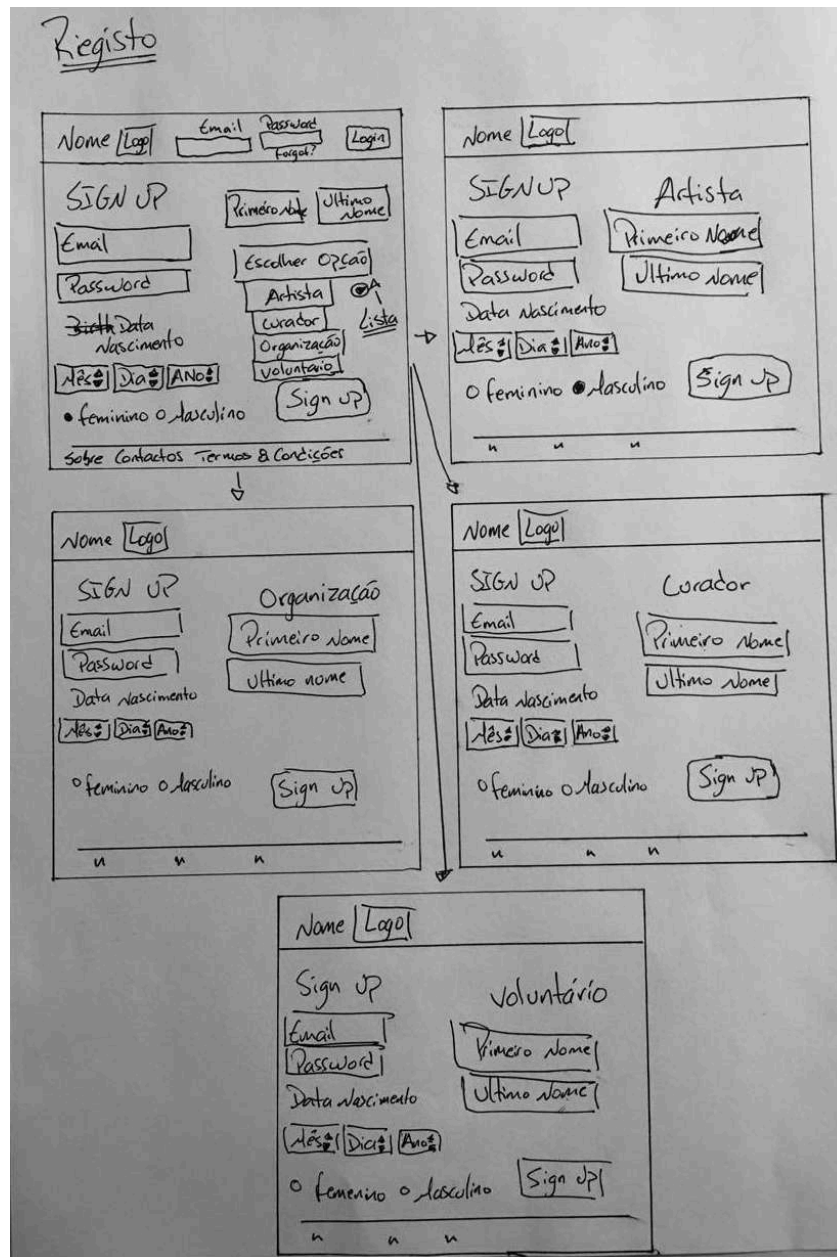 Riegisto
Nome Logo Email Password Login
Forgot?
SIGN UP
Primeiro Nome Ultimo Nome
Email
Password
Escolher Opção
Artista
Curador
Organização
Voluntário
Lista
Data Nascimento
Mês Dia ANo
feminino Masculino
Sign Up
Sobre Contactos Termos & Condições
Nome Logo
SIGN UP Artista
Email Primeiro Nome
Password Ultimo Nome
Data Nascimento
Mês Dia Ano
feminino Masculino Sign Up
" " "
Nome Logo
SIGN UP Organização
Email Primeiro Nome
Password Ultimo nome
Data Nascimento
Mês Dia Ano
feminino Masculino Sign Up
" " "
Nome Logo
SIGN UP Curador
Email Primeiro Nome
Password Ultimo Nome
Data Nascimento
Mês Dia Ano
feminino Masculino Sign Up
" " "
Nome Logo
Sign Up Voluntário
Email Primeiro Nome
Password Ultimo Nome
Data Nascimento
Mês Dia Ano
femenino Masculino Sign Up
" " "